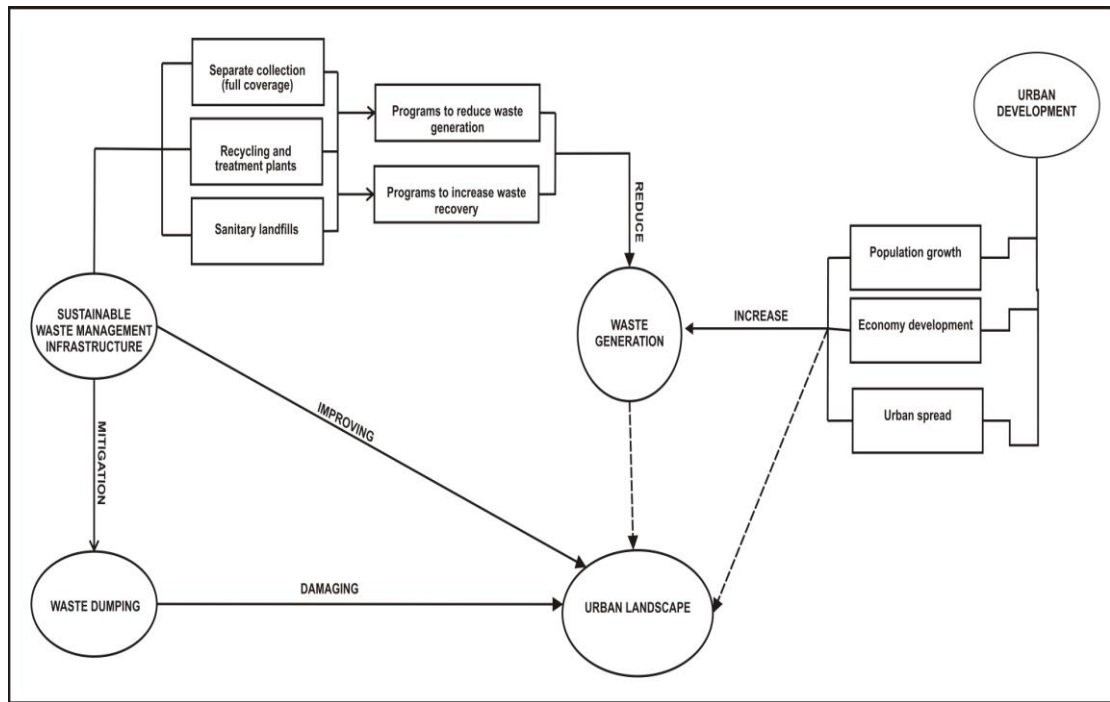 Separate collection
(full coverage)
Recycling and
treatment plants
Sanitary landfills
Programs to reduce waste
generation
Programs to increase waste
recovery
REDUCE
URBAN
DEVELOPMENT
Population growth
Economy development
Urban spread
INCREASE
WASTE
GENERATION
SUSTAINABLE
WASTE MANAGEMENT
INFRASTRUCTURE
IMPROVING
MITIGATION
WASTE DUMPING
DAMAGING
URBAN LANDSCAPE